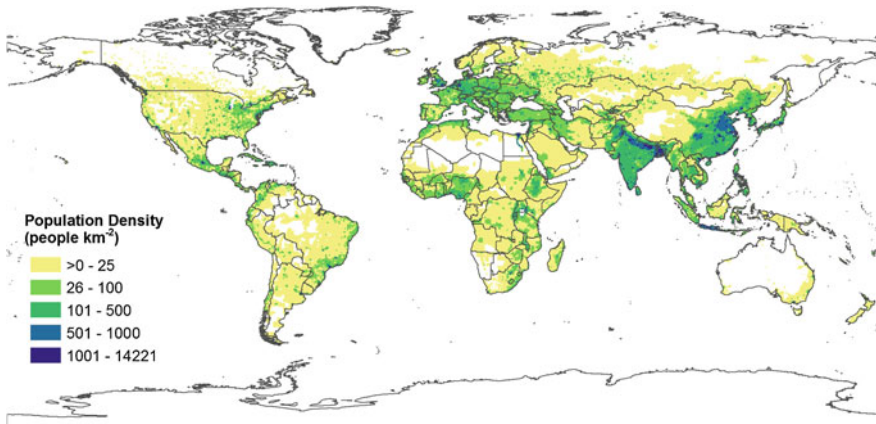 Population Density
(people km⁻²)
>0 - 25
26 - 100
101 - 500
501 - 1000
1001 - 14221